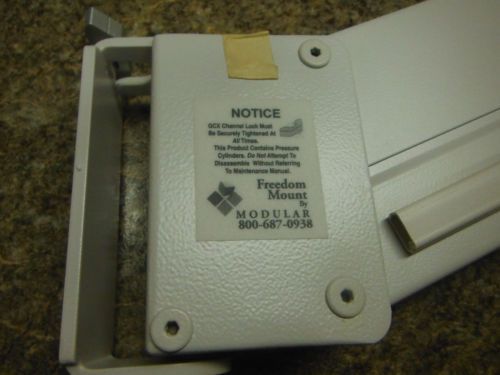 NOTICE
GCX Channel Lock Must
Be Securely Tightened At
All Times.
This Product Contains Pressure
Cylinders. Do Not Attempt To
Disassemble Without Referring
To Maintenance Manual.
Freedom
Mount
By
MODULAR
800-687-0938